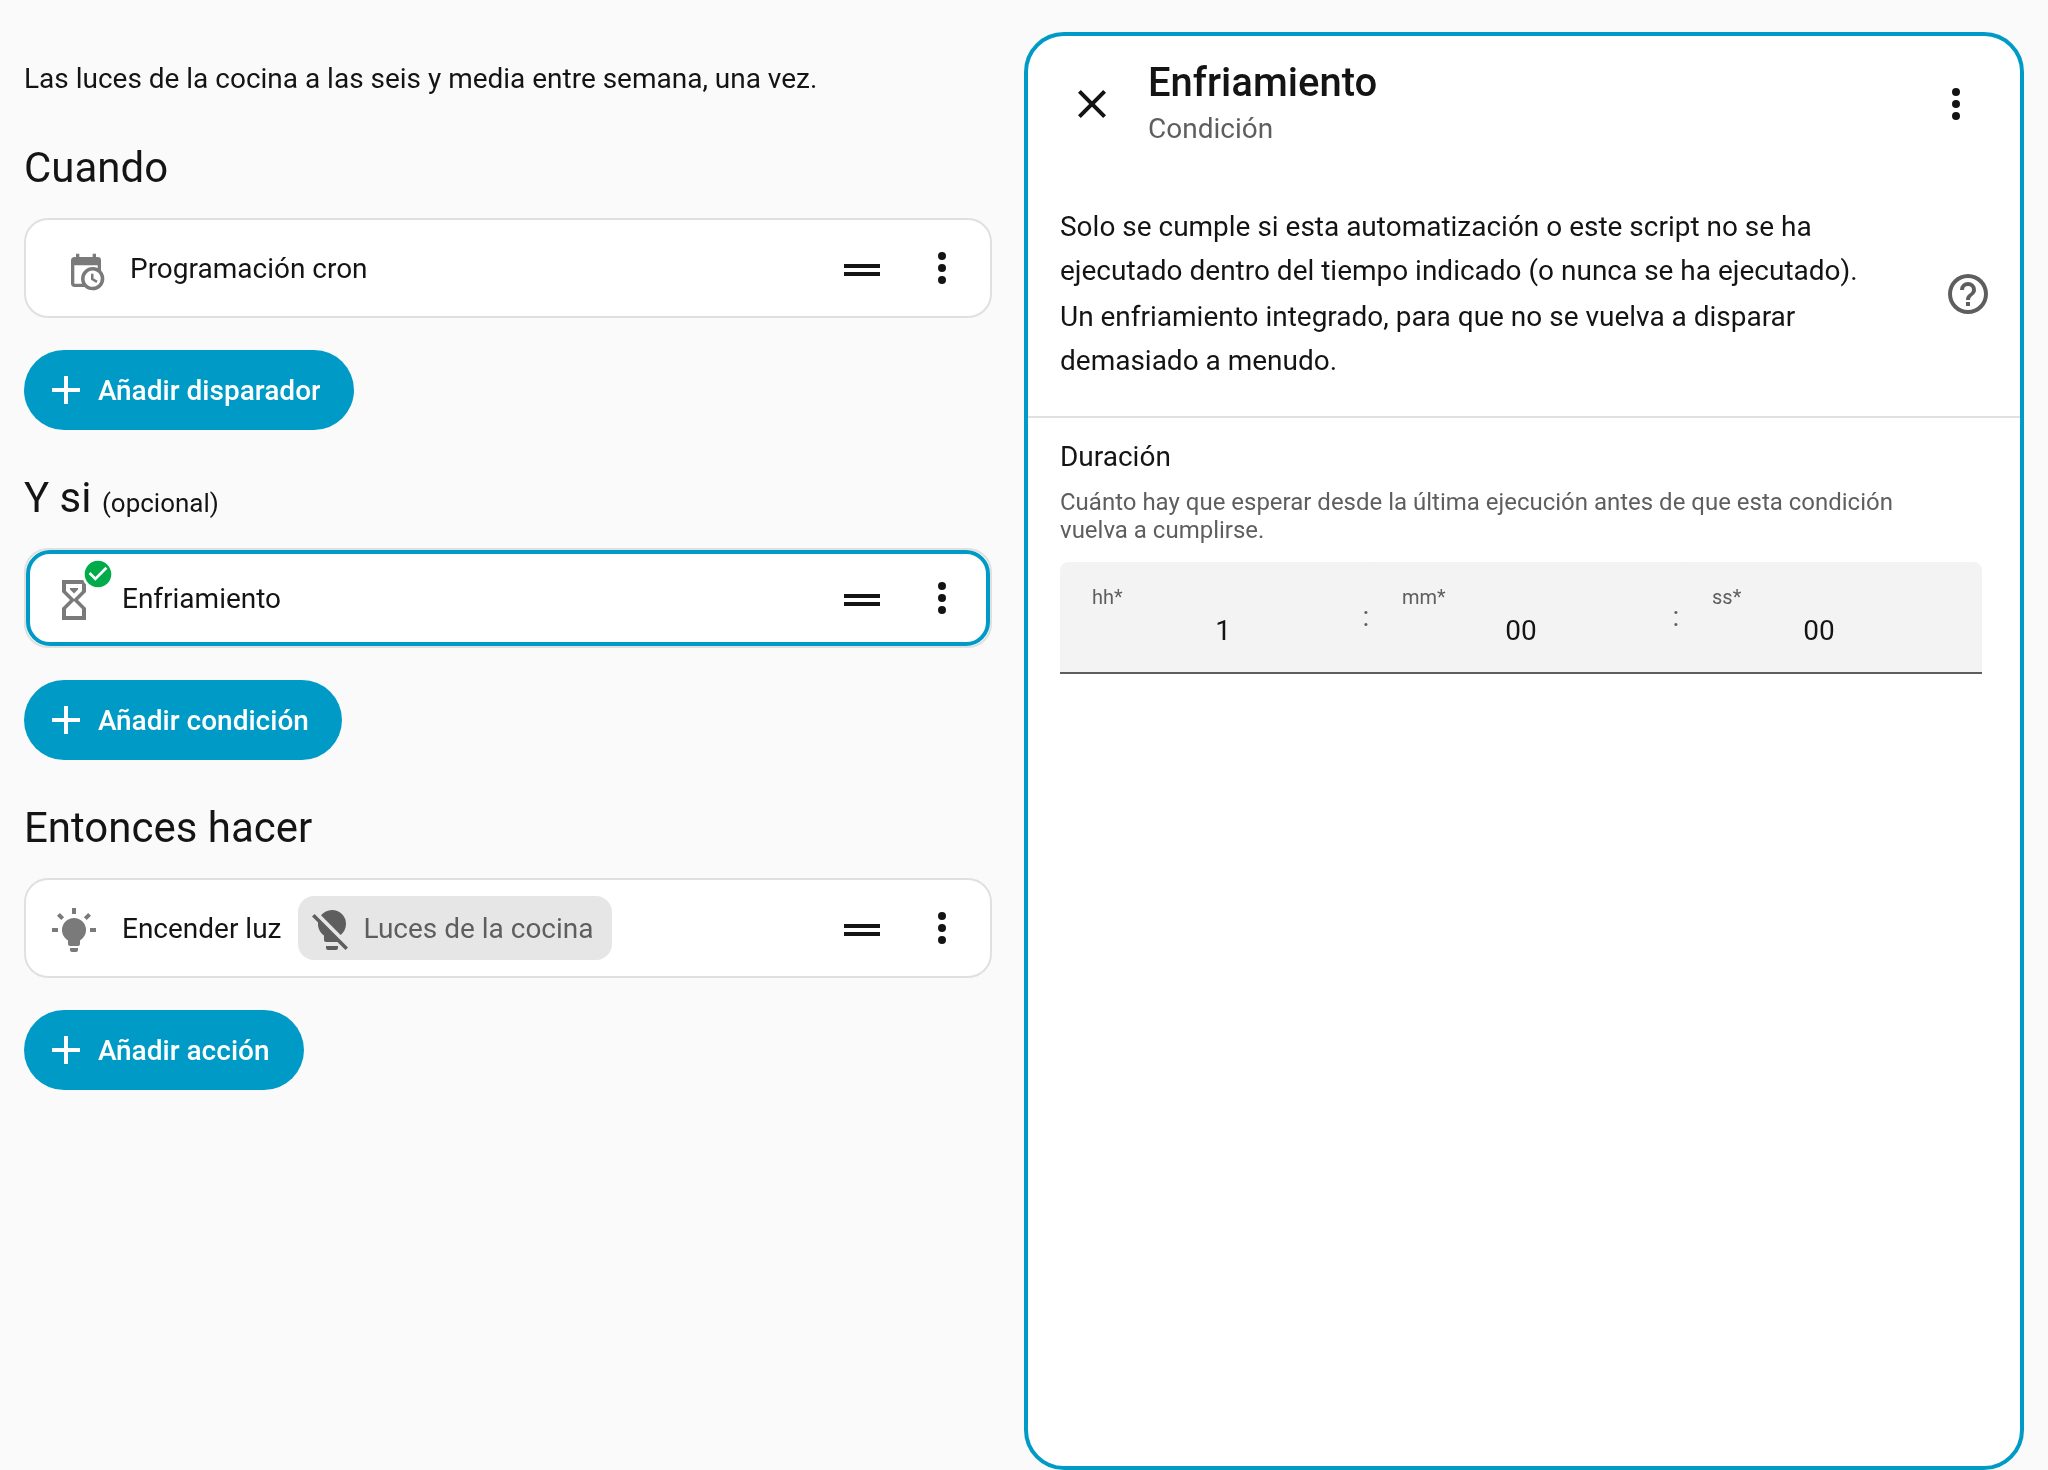 Las luces de la cocina a las seis y media entre semana, una vez.
Cuando
Programación cron
Añadir disparador
Y si (opcional)
Enfriamiento
Añadir condición
Entonces hacer
Encender luz Luces de la cocina
Añadir acción
Enfriamiento
Condición
Solo se cumple si esta automatización o este script no se ha
ejecutado dentro del tiempo indicado (o nunca se ha ejecutado).
Un enfriamiento integrado, para que no se vuelva a disparar
demasiado a menudo.
Duración
Cuánto hay que esperar desde la última ejecución antes de que esta condición
vuelva a cumplirse.
hh* mm* ss*
1 : 00 : 00